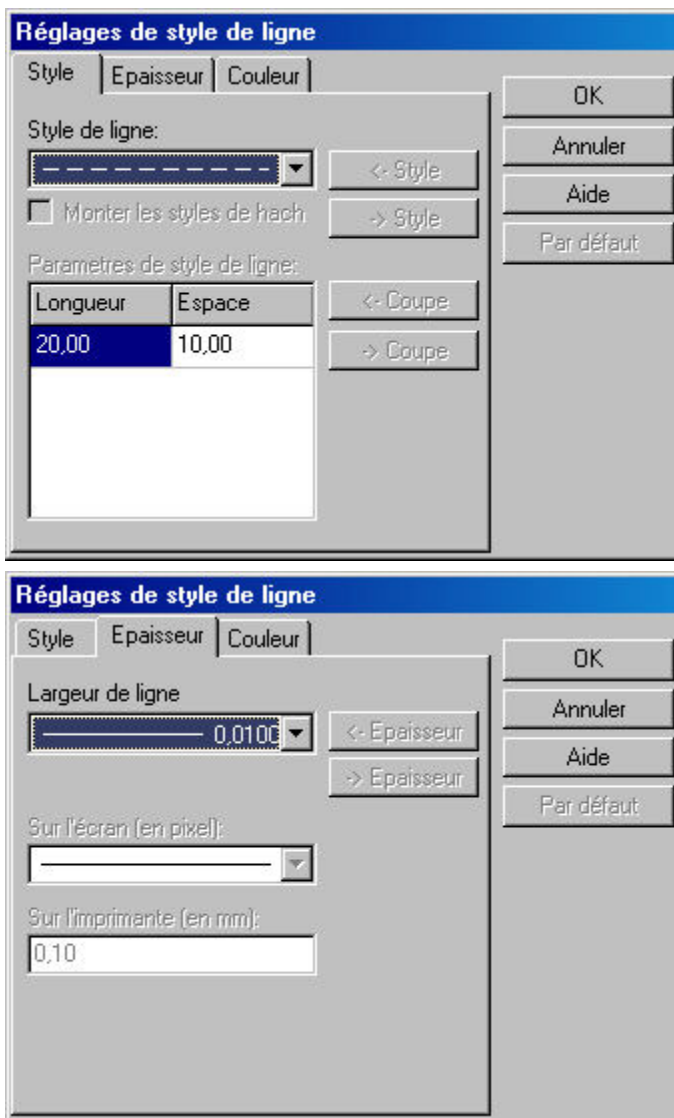 Réglages de style de ligne
Style Epaisseur Couleur
OK
Annuler
Aide
Par défaut
Style de ligne:
<- Style
Monter les styles de hach
-> Style
Parametres de style de ligne:
Longueur Espace
<- Coupe
20,00 10,00
-> Coupe
Réglages de style de ligne
Style Epaisseur Couleur
OK
Annuler
Aide
Par défaut
Largeur de ligne
0,0100
<- Epaisseur
-> Epaisseur
Sur l'écran (en pixel):
Sur l'imprimante (en mm):
0,10